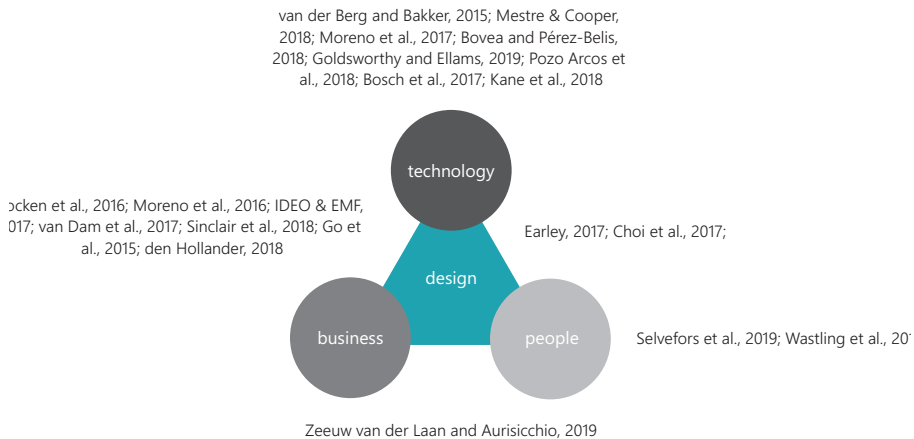 van der Berg and Bakker, 2015; Mestre & Cooper,
2018; Moreno et al., 2017; Bovea and Pérez-Belis,
2018; Goldsworthy and Ellams, 2019; Pozo Arcos et
al., 2018; Bosch et al., 2017; Kane et al., 2018
technology
et al., 2016; Moreno et al., 2016; IDEO & EMF,
van Dam et al., 2017; Sinclair et al., 2018; Go et
al., 2015; den Hollander, 2018
Earley, 2017; Choi et al., 2017;
design
business
people
Selvefors et al., 2019; Wastling et al.,
Zeeuw van der Laan and Aurisicchio, 2019